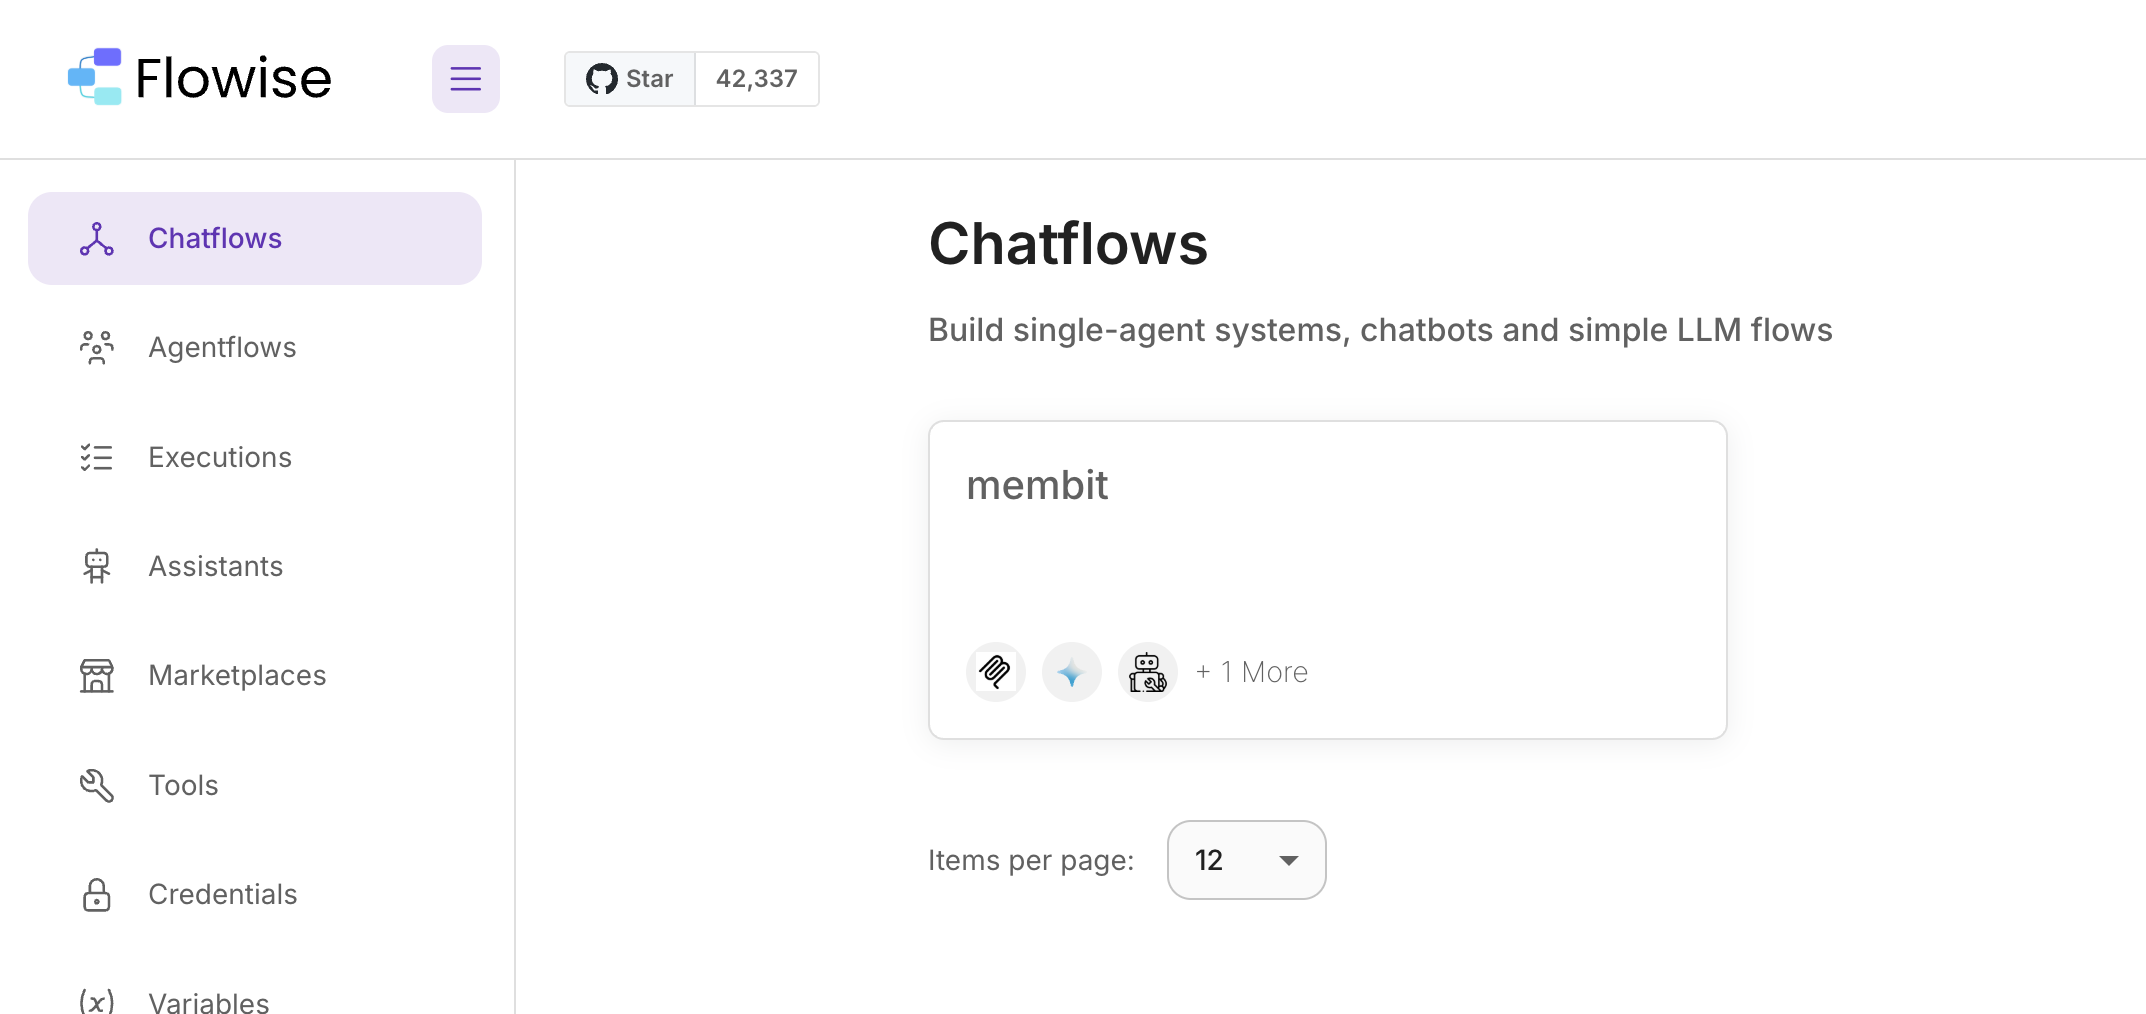 Flowise
Star 42,337
Chatflows
Agentflows
Executions
Assistants
Marketplaces
Tools
Credentials
Variables
Chatflows
Build single-agent systems, chatbots and simple LLM flows
membit
+ 1 More
Items per page: 12